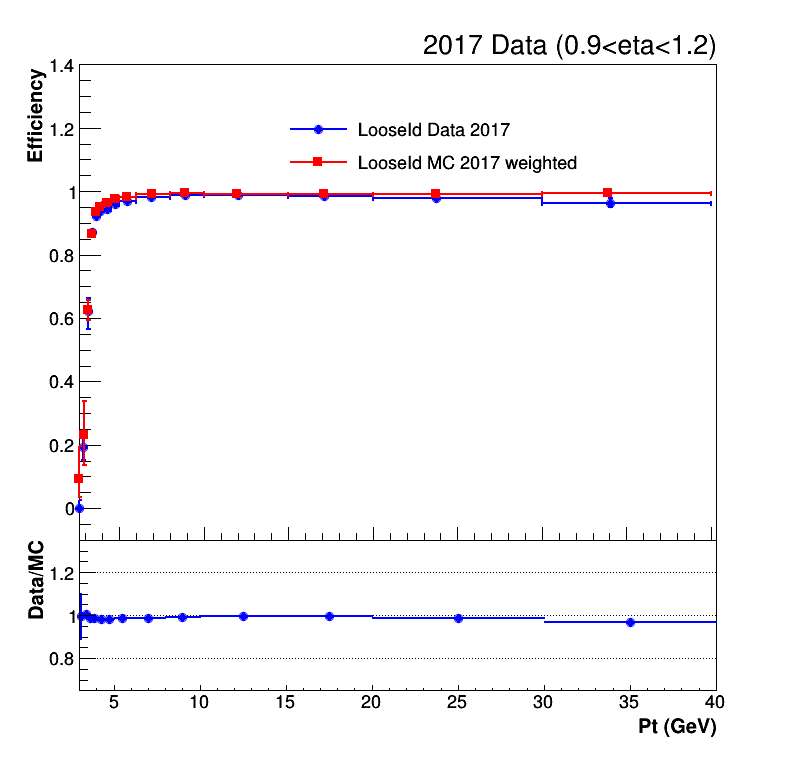 2017 Data (0.9<eta<1.2)
Efficiency
1.4
1.2
1
0.8
0.6
0.4
0.2
0
LooseId Data 2017
LooseId MC 2017 weighted
Data/MC
1.2
1
0.8
5 10 15 20 25 30 35 40
Pt (GeV)